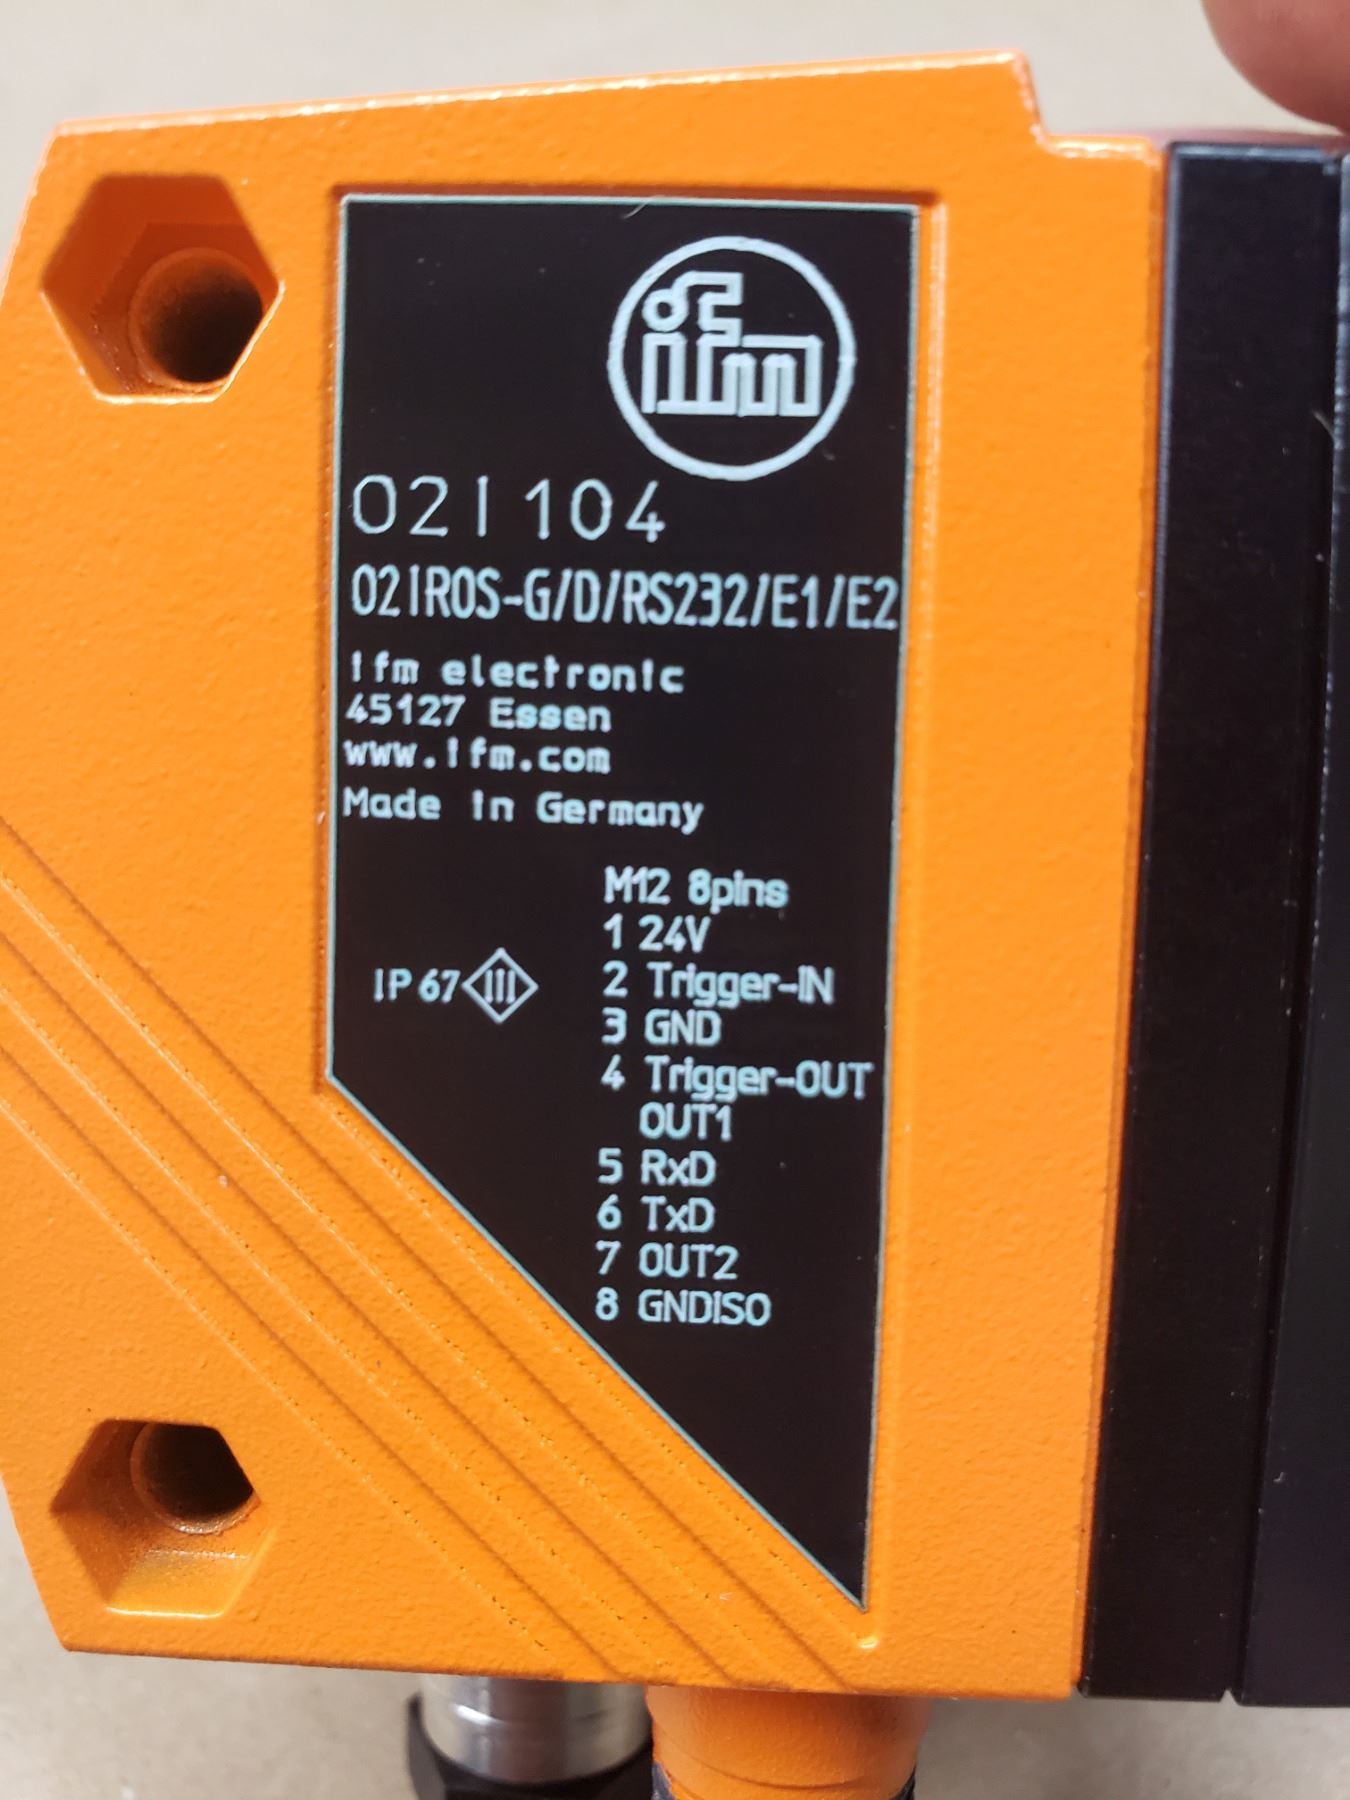 ifm
O2I104
O2IROS-G/D/RS232/E1/E2
ifm electronic
45127 Essen
www.ifm.com
Made in Germany
M12 8pins
1 24V
2 Trigger-IN
IP 67 III
3 GND
4 Trigger-OUT
OUT1
5 RxD
6 TxD
7 OUT2
8 GNDISO